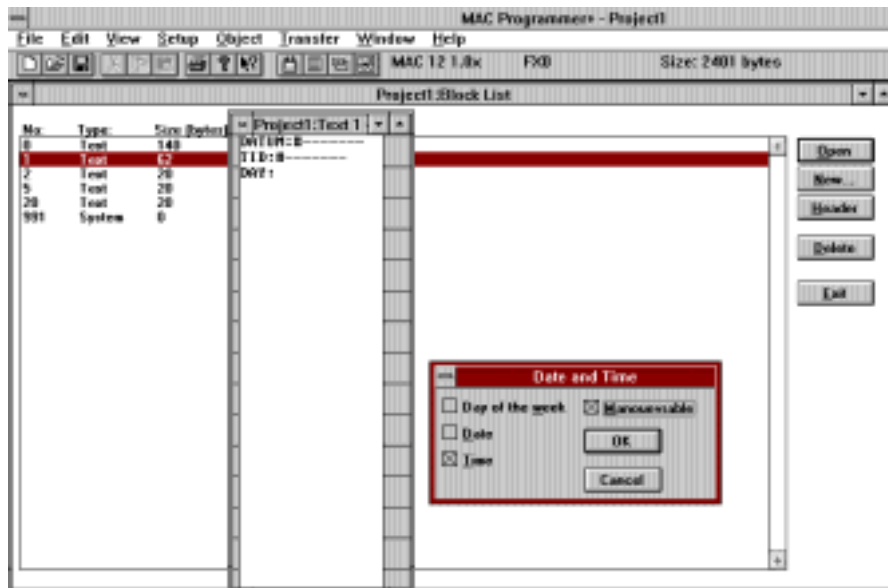 MAC Programmer+ - Project1
File Edit View Setup Object Transfer Window Help
MAC 12 1.0x FX0 Size: 2401 bytes
Project1:Block List
No: Type: Size [bytes]
Project1:Text 1
0 Text 140
1 Text 62
2 Text 20
5 Text 20
20 Text 20
991 System 0
DATUM:#-------
TID:#-------
DAY:
Open
New...
Header
Delete
Exit
Date and Time
Day of the week
Manouverable
Date
OK
Time
Cancel